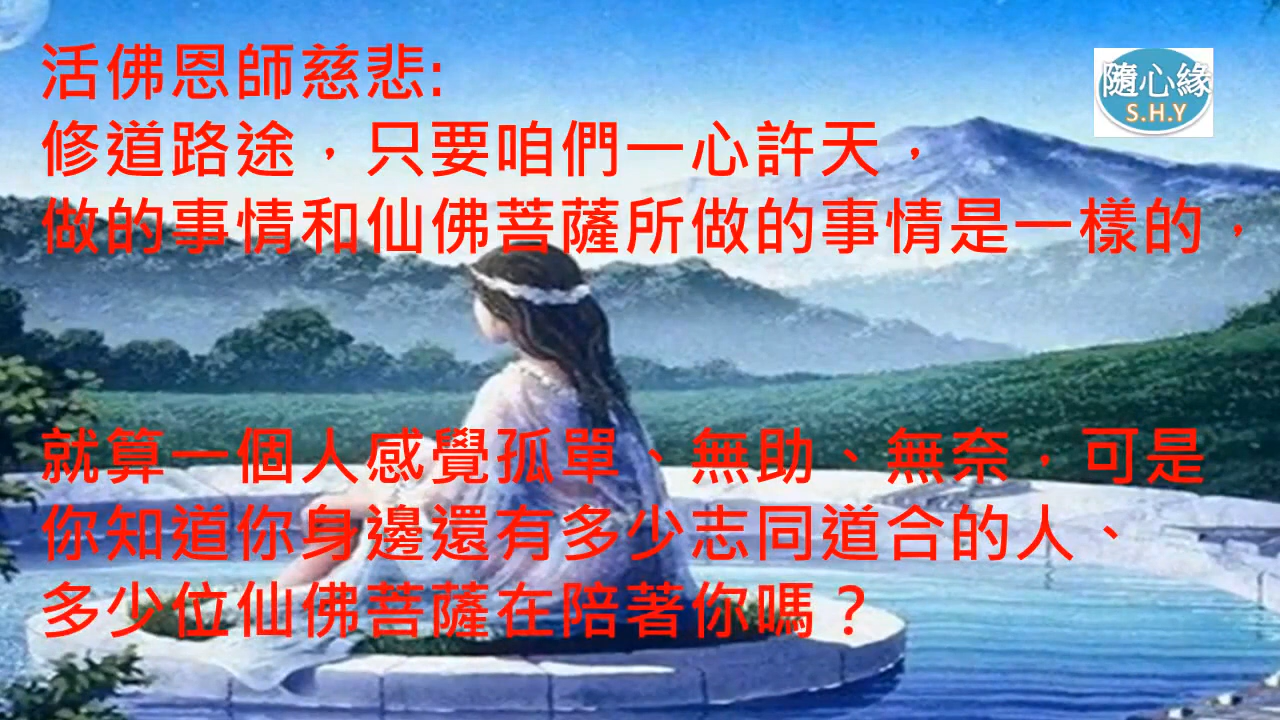 活佛恩師慈悲:
隨心緣
S.H.Y
修道路途，只要咱們一心許天，
做的事情和仙佛菩薩所做的事情是一樣的，
就算一個人感覺孤單、無助、無奈，可是
你知道你身邊還有多少志同道合的人、
多少位仙佛菩薩在陪著你嗎？